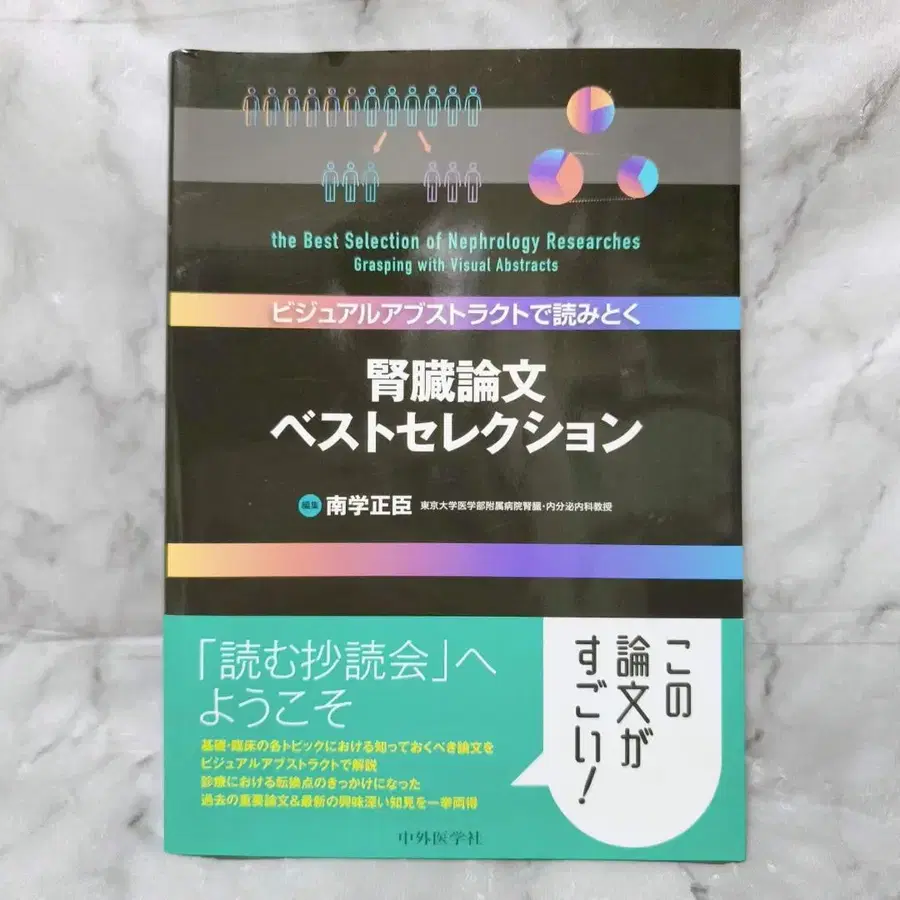 the Best Selection of Nephrology Researches
Grasping with Visual Abstracts
ビジュアルアブストラクトで読みとく
腎臓論文
ベストセレクション
編集 南学正臣 東京大学医学部附属病院腎臓・内分泌内科教授
「読む抄読会」へ
ようこそ
基礎・臨床の各トピックにおける知っておくべき論文を
ビジュアルアブストラクトで解説
診療における転換点のきっかけになった
過去の重要論文&最新の興味深い知見を一挙両得
この
論文が
すごい!
中外医学社